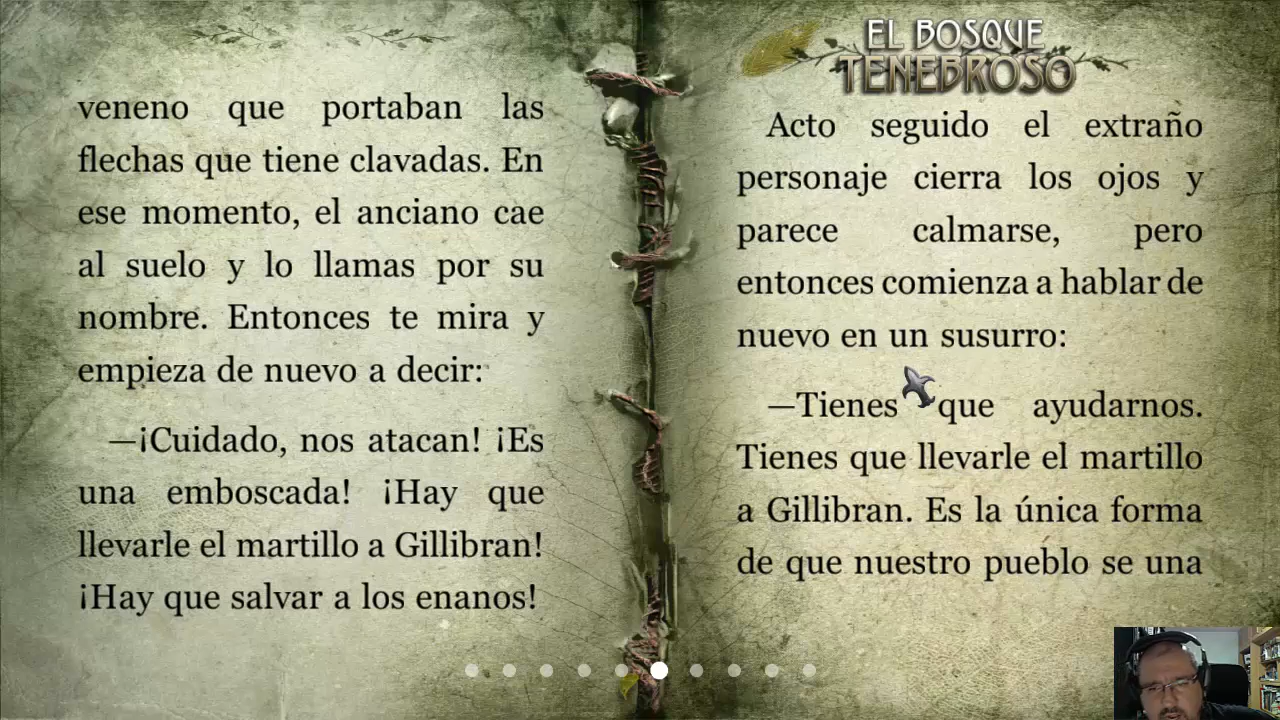 veneno que portaban las
flechas que tiene clavadas. En
ese momento, el anciano cae
al suelo y lo llamas por su
nombre. Entonces te mira y
empieza de nuevo a decir:
—¡Cuidado, nos atacan! ¡Es
una emboscada! ¡Hay que
llevarle el martillo a Gillibran!
¡Hay que salvar a los enanos!
EL BOSQUE
TENEBROSO
Acto seguido el extraño
personaje cierra los ojos y
parece calmarse, pero
entonces comienza a hablar de
nuevo en un susurro:
—Tienes que ayudarnos.
Tienes que llevarle el martillo
a Gillibran. Es la única forma
de que nuestro pueblo se una